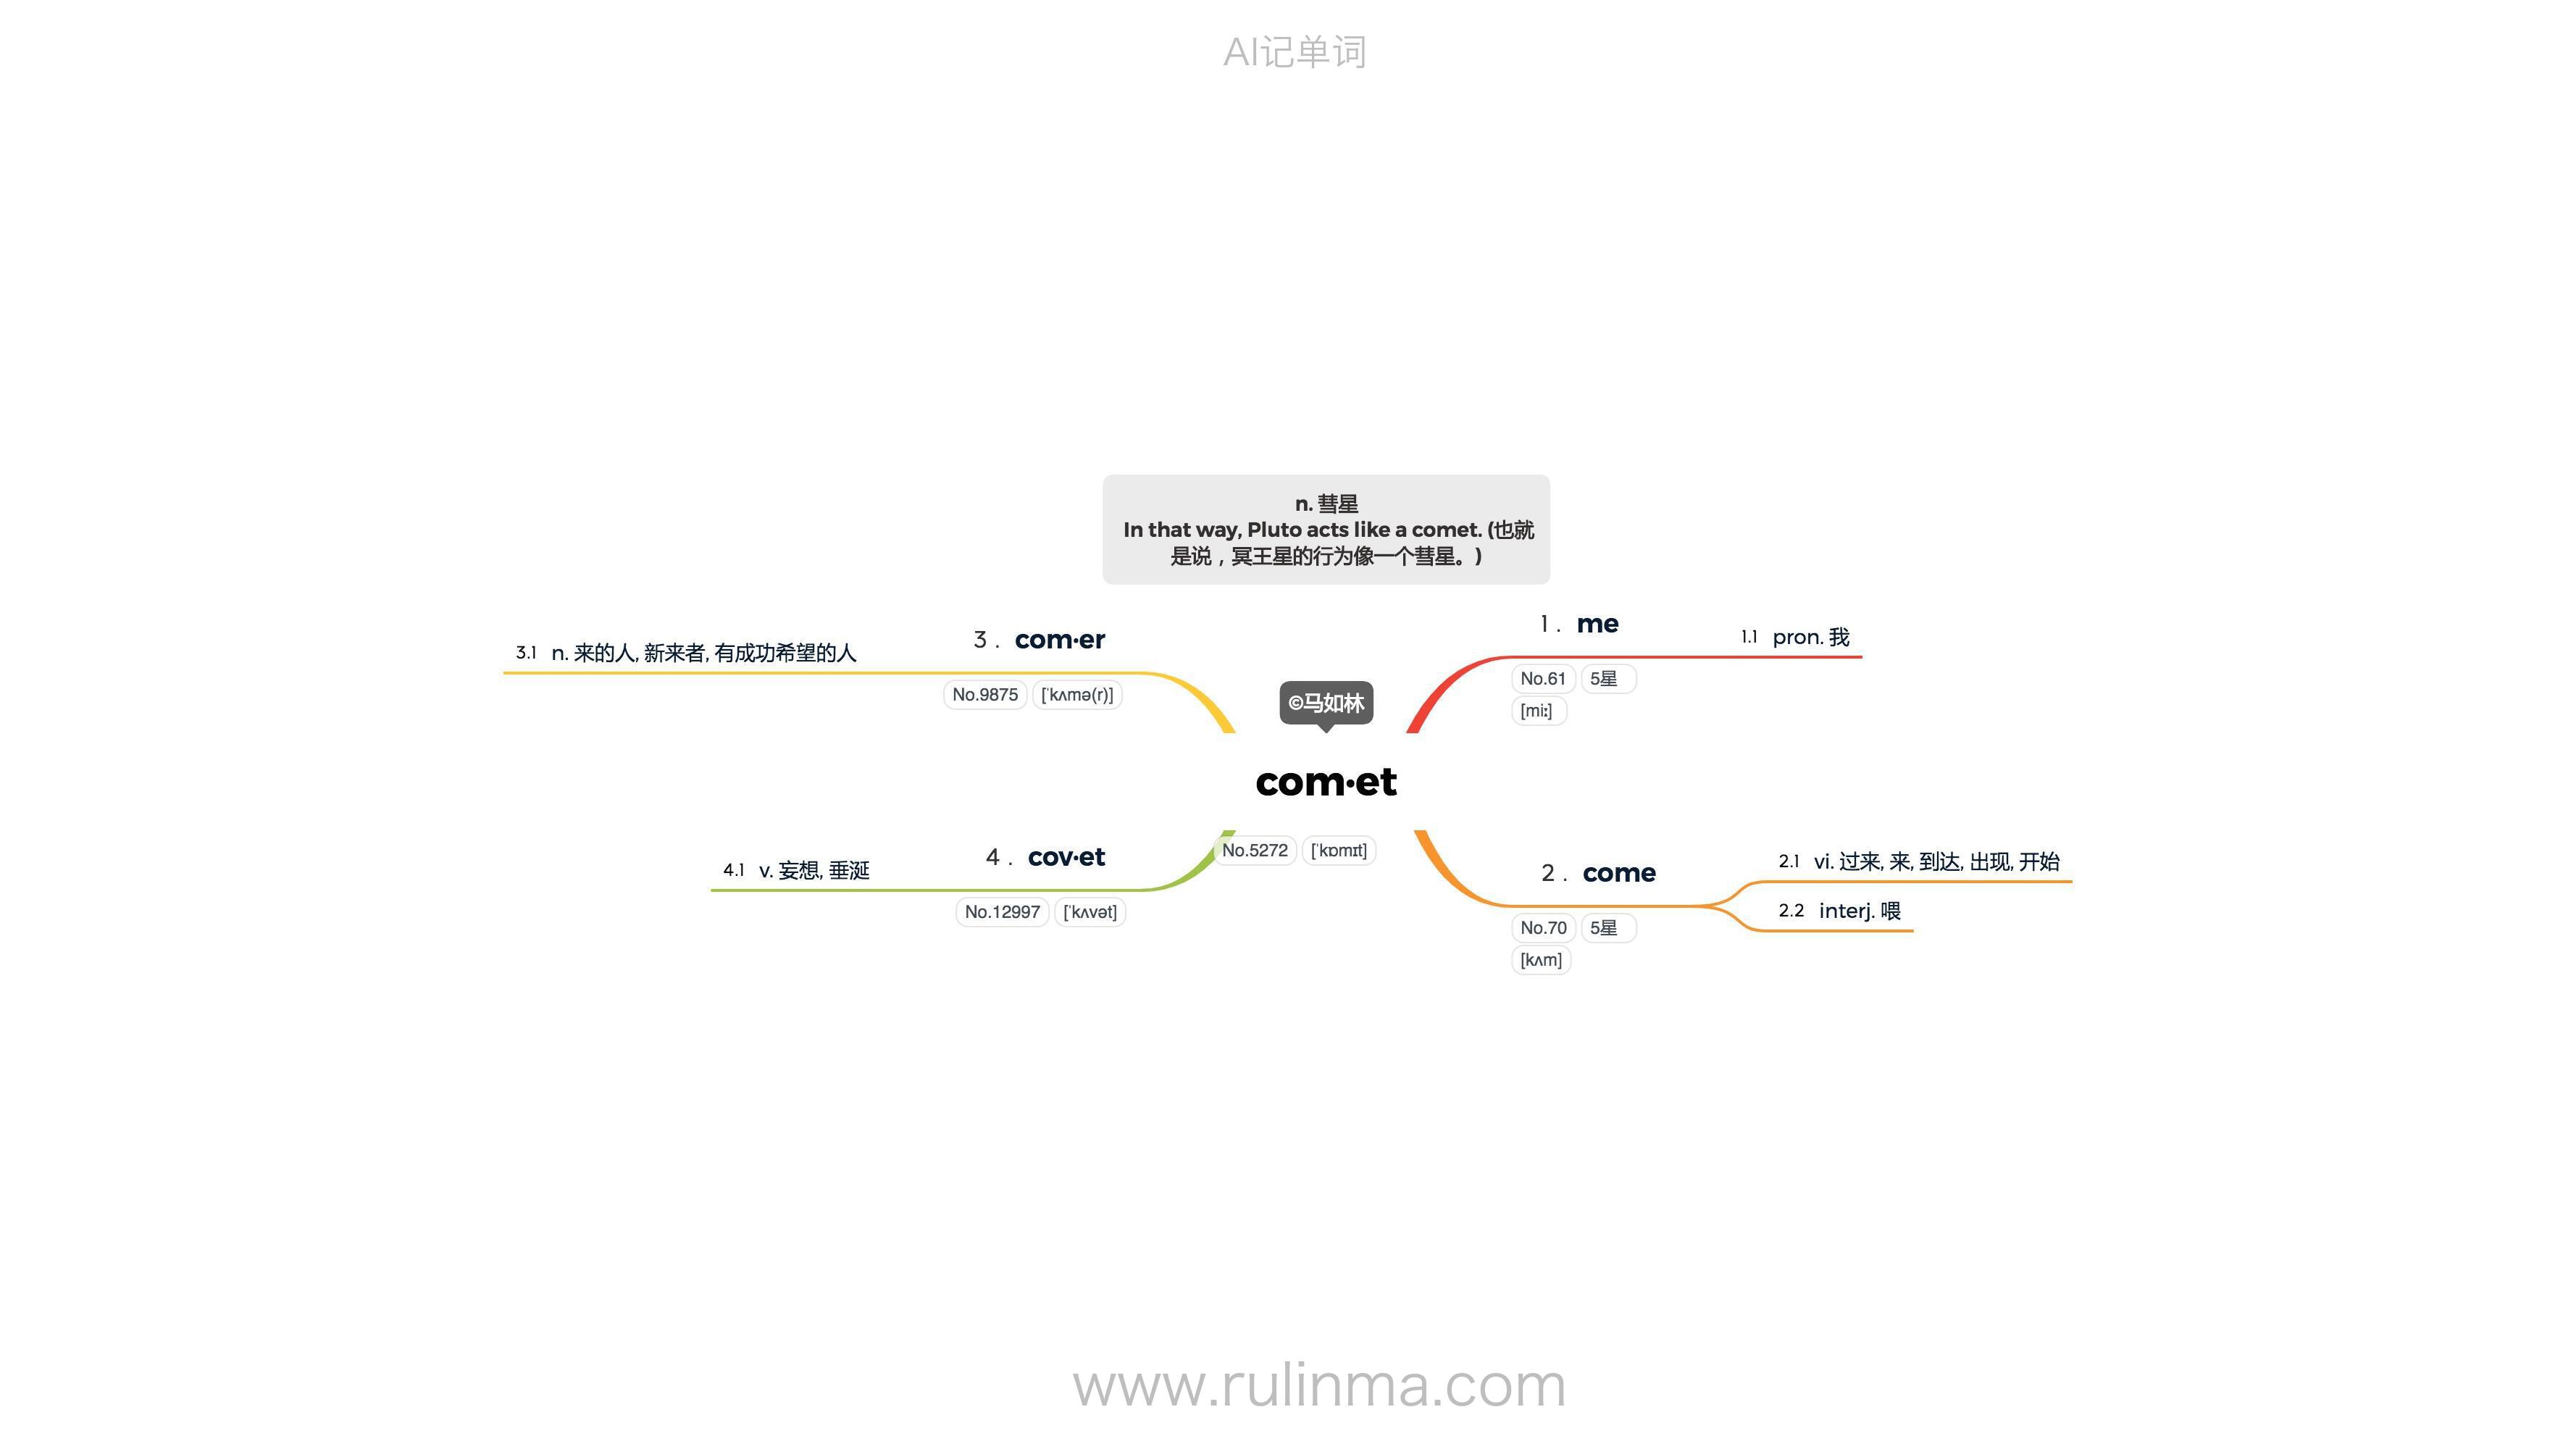 AI记单词
n. 彗星
In that way, Pluto acts like a comet. (也就
是说，冥王星的行为像一个彗星。)
©马如林
com·et
No.5272 ['kɒmɪt]
1. me
No.61 5星
[miː]
1.1 pron. 我
2. come
No.70 5星
[kʌm]
2.1 vi. 过来, 来, 到达, 出现, 开始
2.2 interj. 喂
3. com·er
No.9875 ['kʌmə(r)]
3.1 n. 来的人, 新来者, 有成功希望的人
4. cov·et
No.12997 ['kʌvət]
4.1 v. 妄想, 垂涎
www.rulinma.com